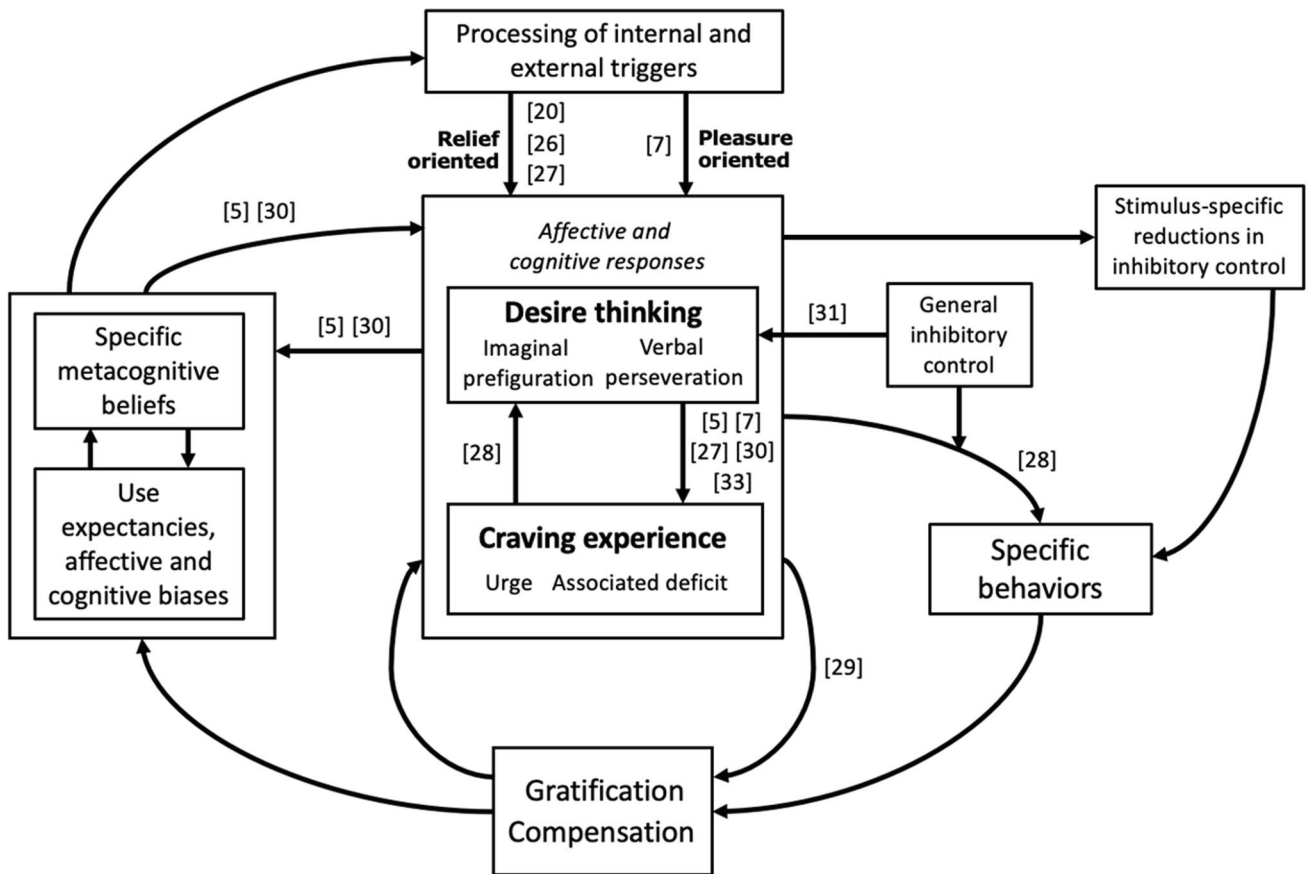 Processing of internal and
external triggers
Relief
oriented
[20]
[26]
[27]
[7]
Pleasure
oriented
[5] [30]
Affective and
cognitive responses
Stimulus-specific
reductions in
inhibitory control
Desire thinking
Imaginal
prefiguration
Verbal
perseveration
[31]
General
inhibitory
control
[5] [30]
Specific
metacognitive
beliefs
Use
expectancies,
affective and
cognitive biases
[28]
[5] [7]
[27] [30]
[33]
[28]
Craving experience
Urge Associated deficit
Specific
behaviors
[29]
Gratification
Compensation